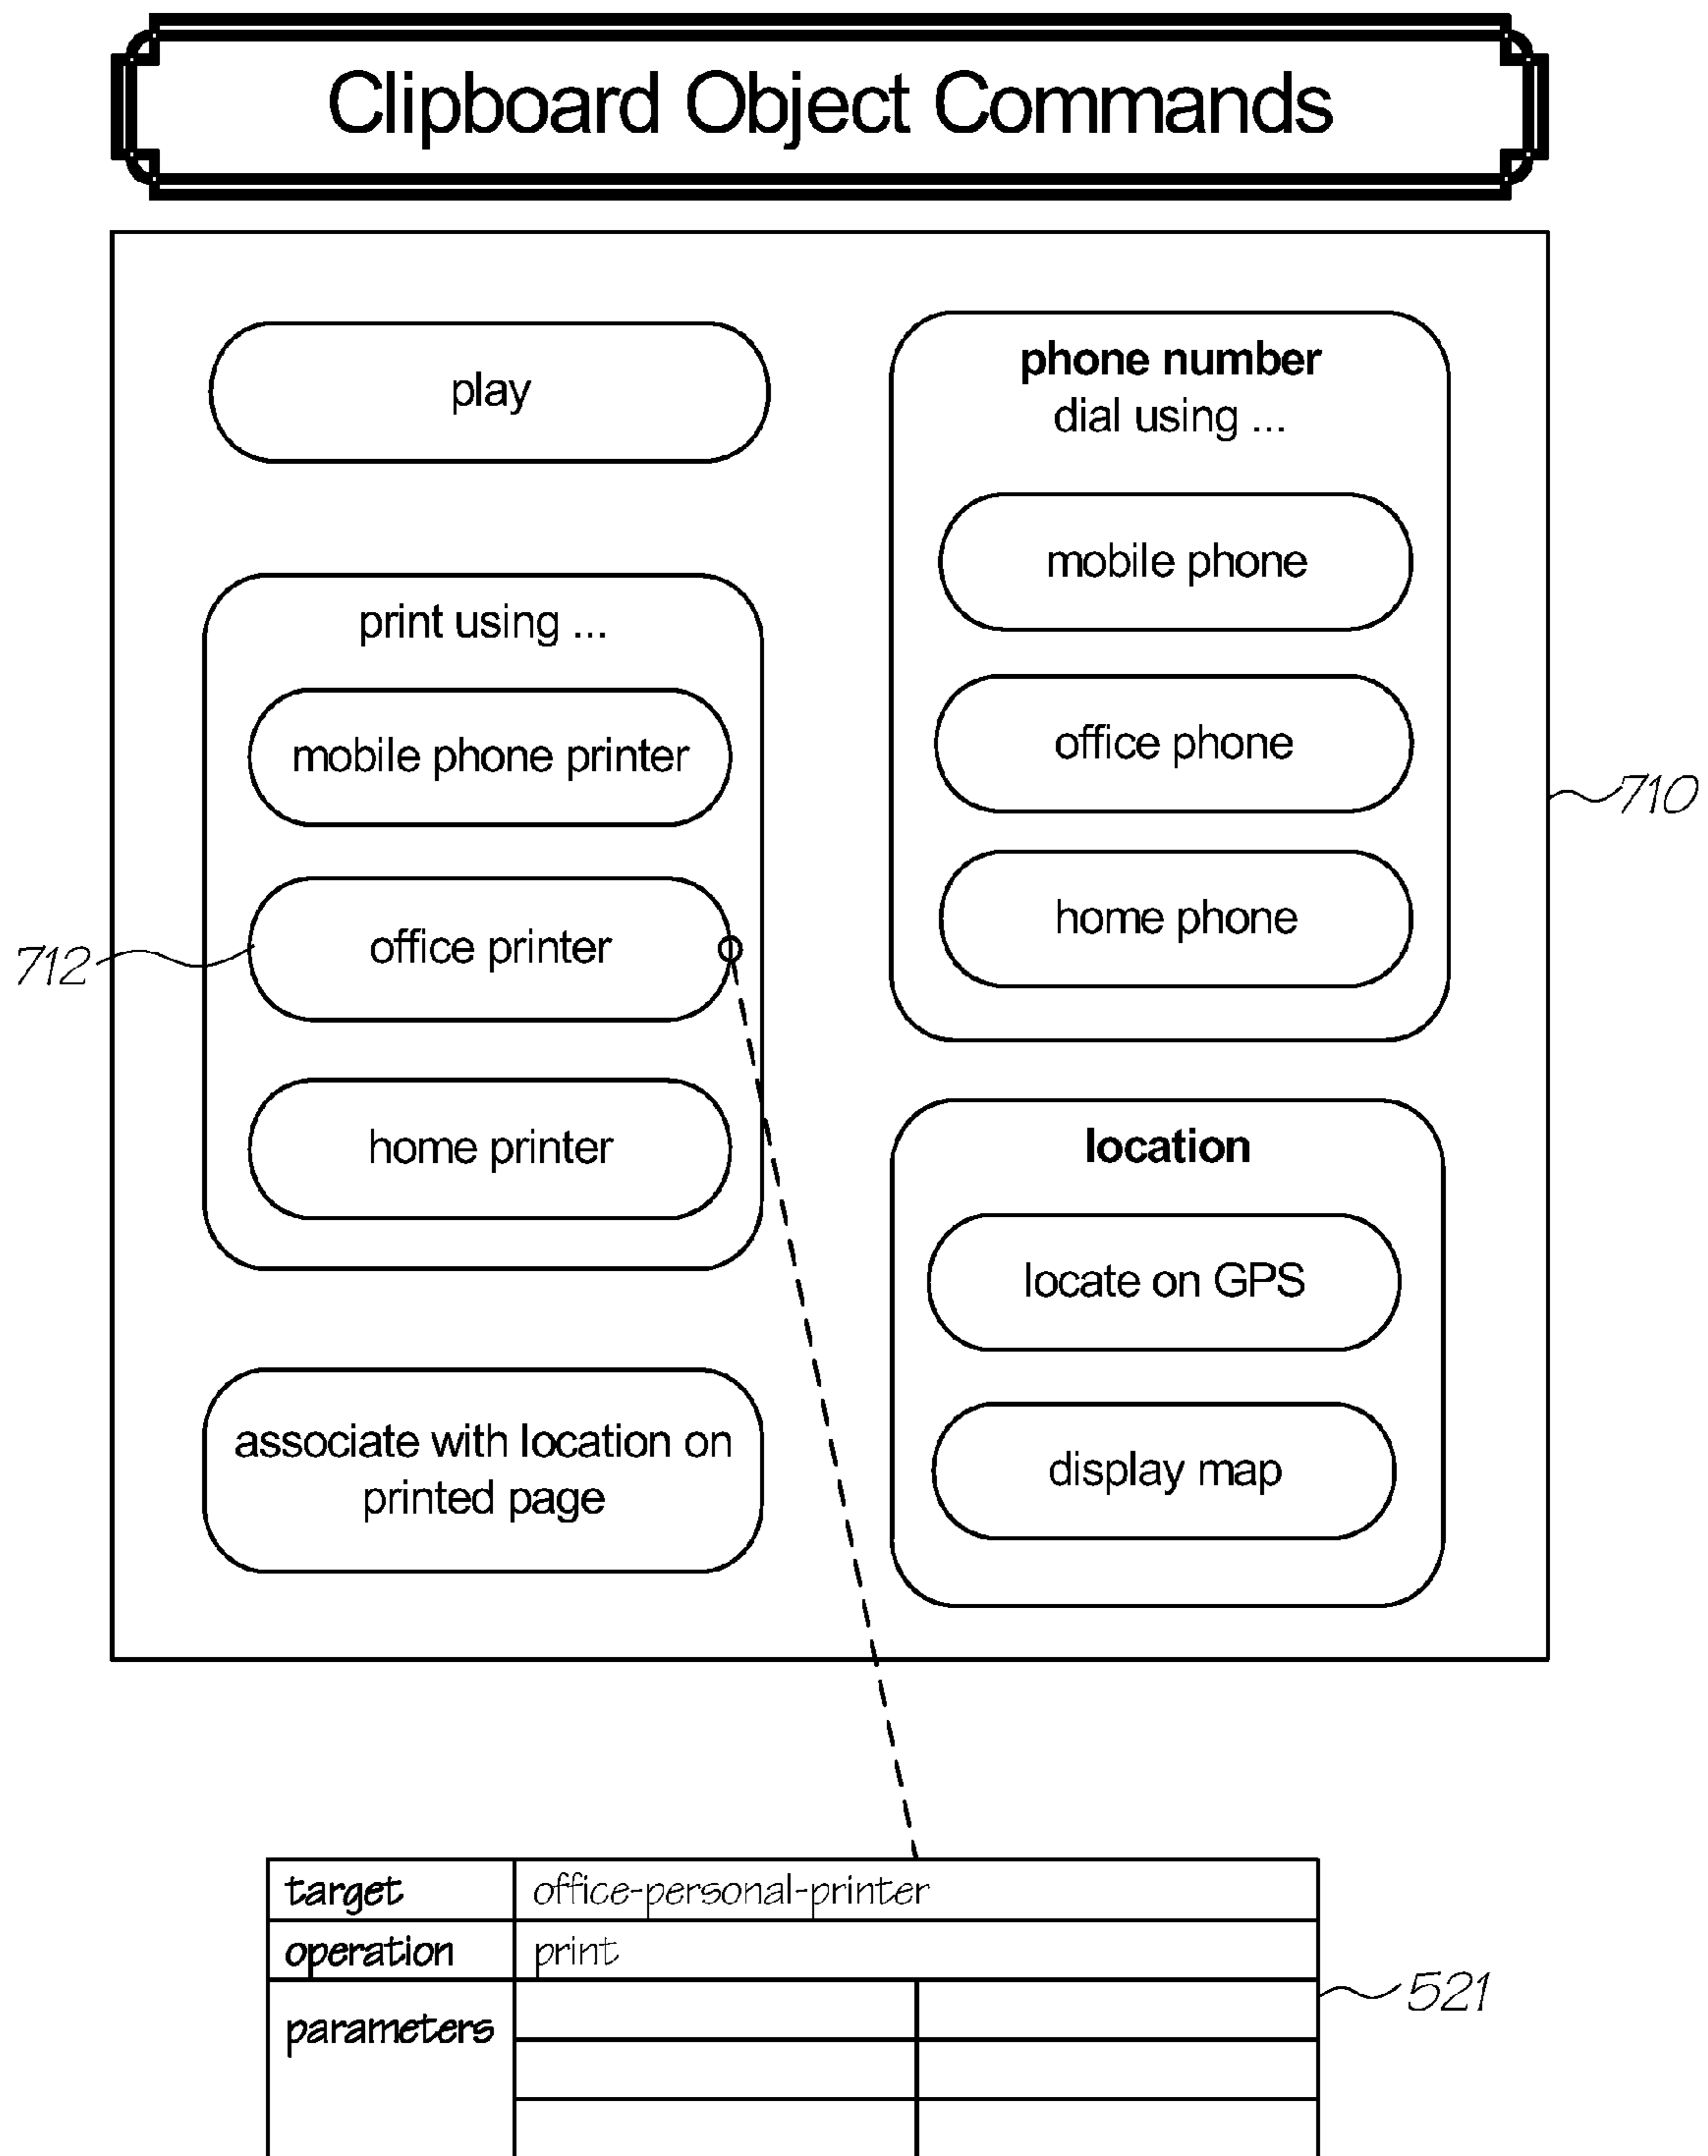 Clipboard Object Commands
play
print using ...
mobile phone printer
office printer
home printer
associate with location on
printed page
phone number
dial using ...
mobile phone
office phone
home phone
location
locate on GPS
display map
710
712
target office-personal-printer
operation print
parameters
521